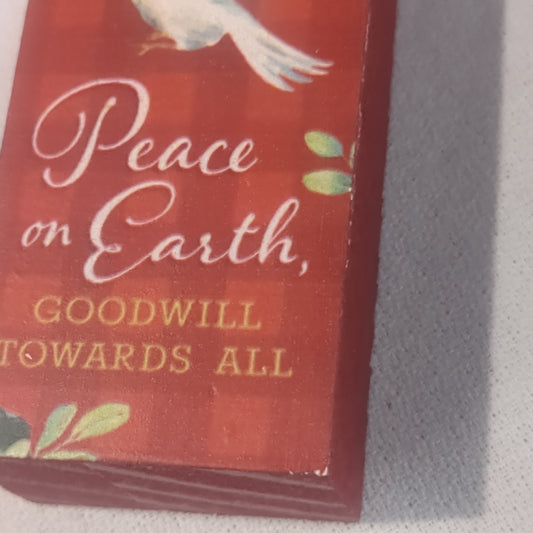 Peace
on Earth,
GOODWILL
TOWARDS ALL